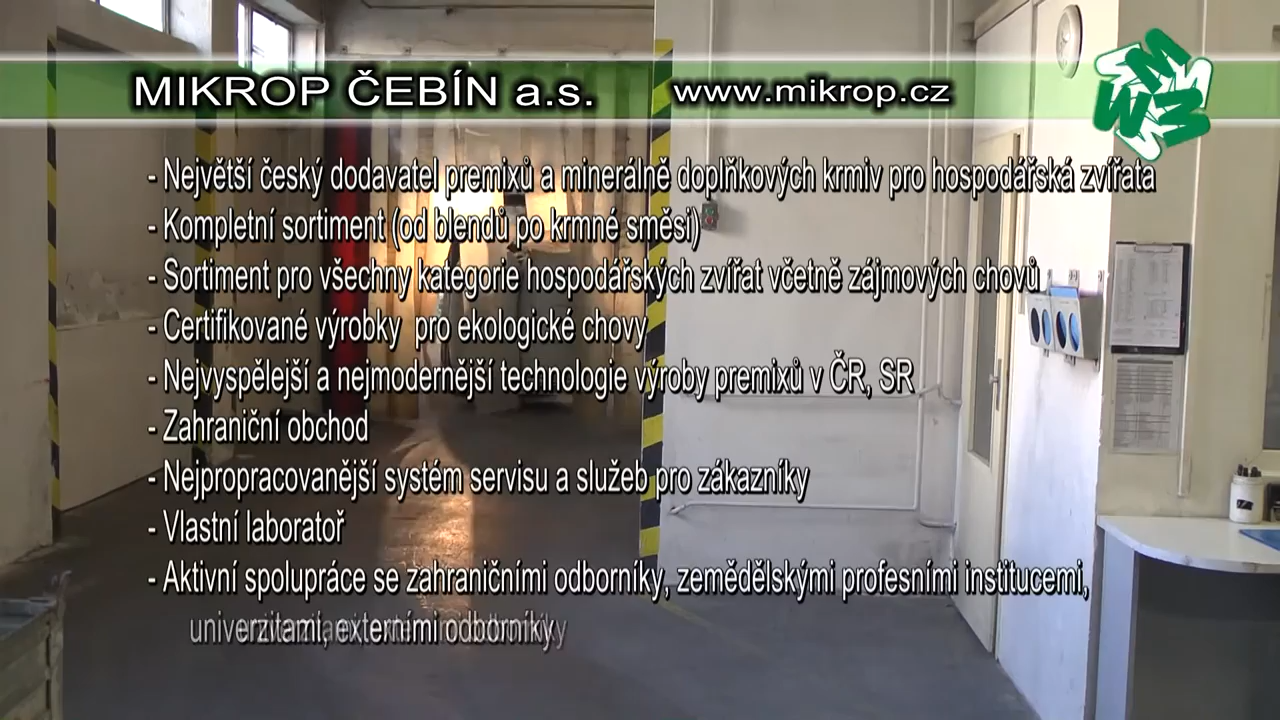 MIKROP ČEBÍN a.s. www.mikrop.cz
- Největší český dodavatel premixů a minerálně doplňkových krmiv pro hospodářská zvířata
- Kompletní sortiment (od blendů po krmné směsi)
- Sortiment pro všechny kategorie hospodářských zvířat včetně zájmových chovů
- Certifikované výrobky  pro ekologické chovy
- Nejvyspělejší a nejmodernější technologie výroby premixů v ČR, SR
- Zahraniční obchod
- Nejpropracovanější systém servisu a služeb pro zákazníky
- Vlastní laboratoř
- Aktivní spolupráce se zahraničními odborníky, zemědělskými profesními institucemi,
univerzitami, externími odborníky